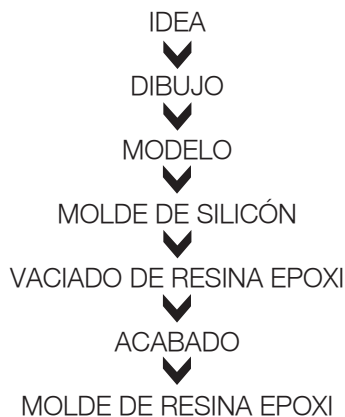 IDEA
DIBUJO
MODELO
MOLDE DE SILICÓN
VACIADO DE RESINA EPOXI
ACABADO
MOLDE DE RESINA EPOXI